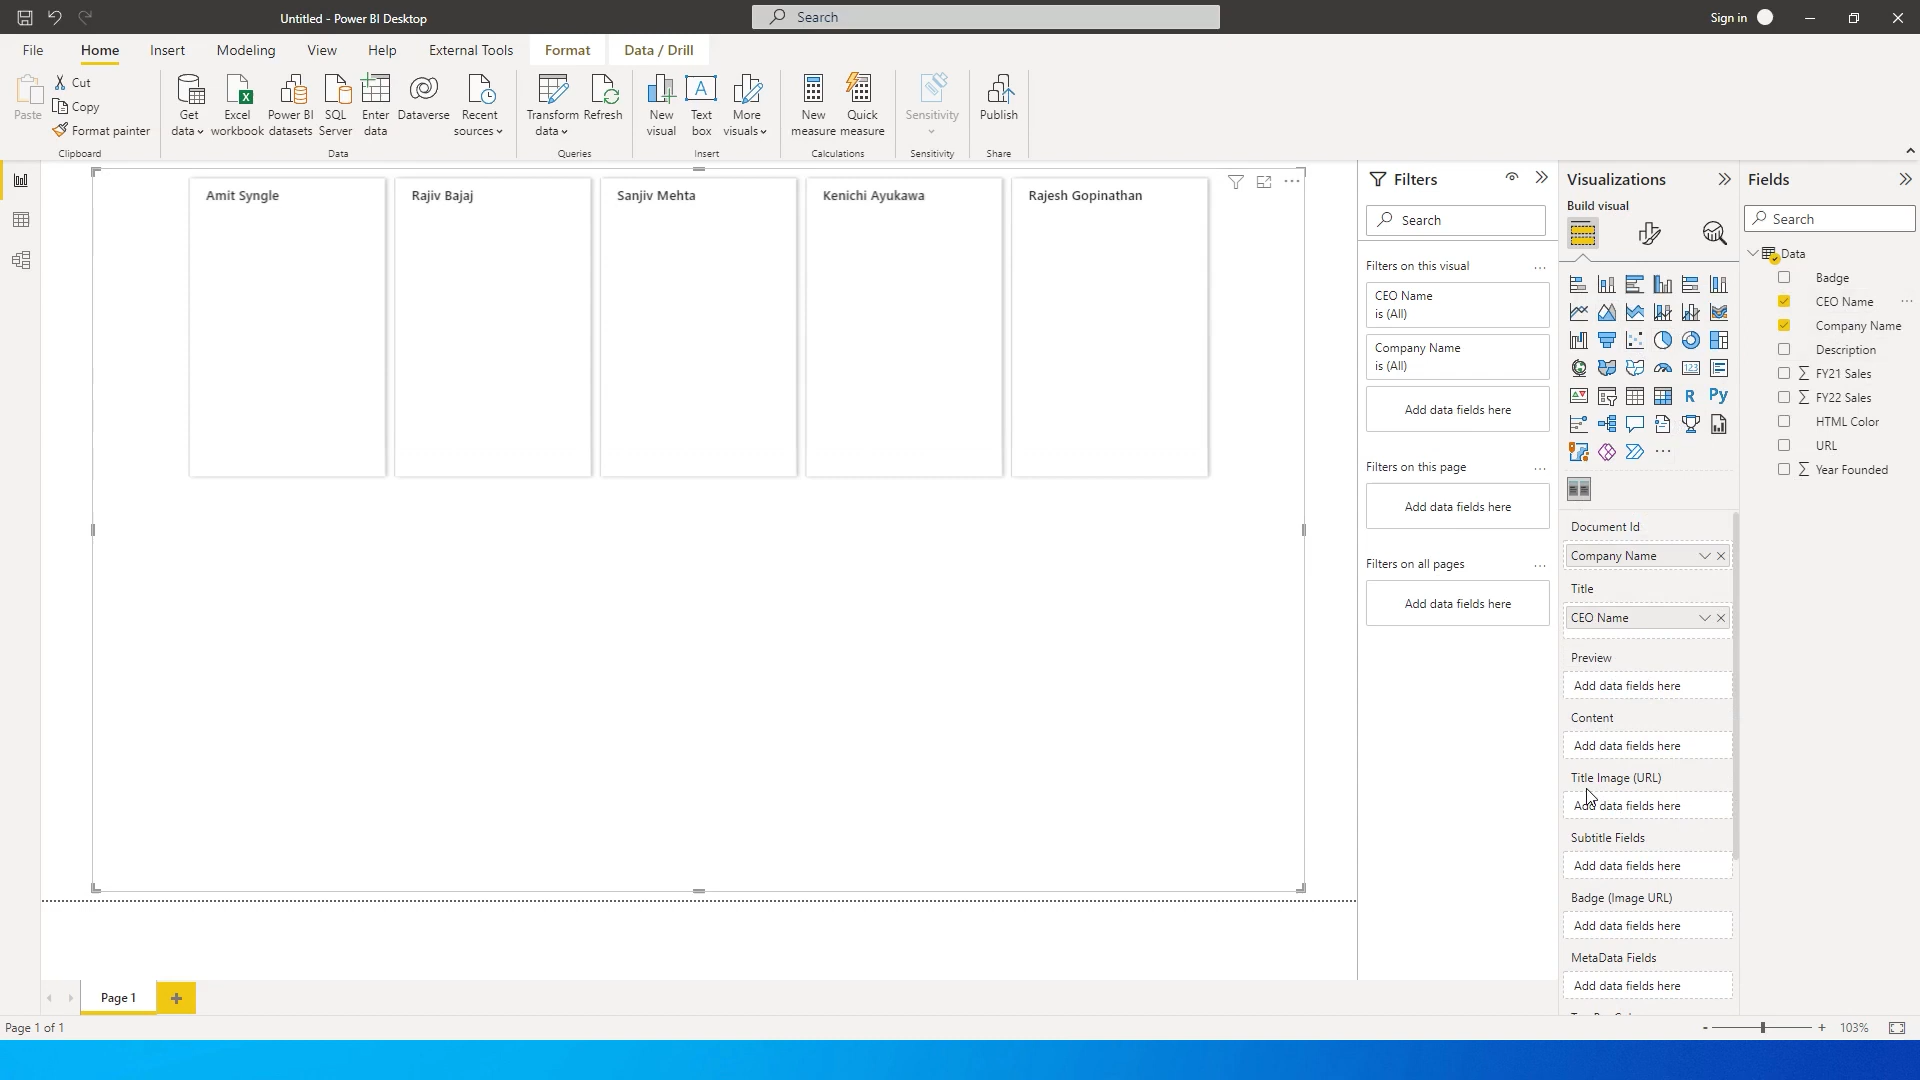 Untitled - Power BI Desktop
Search
Sign in
File
Home
Insert
Modeling
View
Help
External Tools
Format
Data / Drill
Paste
Cut
Copy
Format painter
Clipboard
Get data
Excel workbook
Power BI datasets
SQL Server
Enter data
Dataverse
Recent sources
Data
Transform data
Refresh
Queries
New visual
Text box
More visuals
Insert
New measure
Quick measure
Calculations
Sensitivity
Sensitivity
Publish
Share
Amit Syngle
Rajiv Bajaj
Sanjiv Mehta
Kenichi Ayukawa
Rajesh Gopinathan
Filters
Search
Filters on this visual
CEO Name
is (All)
Company Name
is (All)
Add data fields here
Filters on this page
Add data fields here
Filters on all pages
Add data fields here
Visualizations
Build visual
123
R
Py
Document Id
Company Name
Title
CEO Name
Preview
Add data fields here
Content
Add data fields here
Title Image (URL)
Add data fields here
Subtitle Fields
Add data fields here
Badge (Image URL)
Add data fields here
MetaData Fields
Add data fields here
Fields
Search
Data
Badge
CEO Name
Company Name
Description
FY21 Sales
FY22 Sales
HTML Color
URL
Year Founded
Page 1
Page 1 of 1
103%